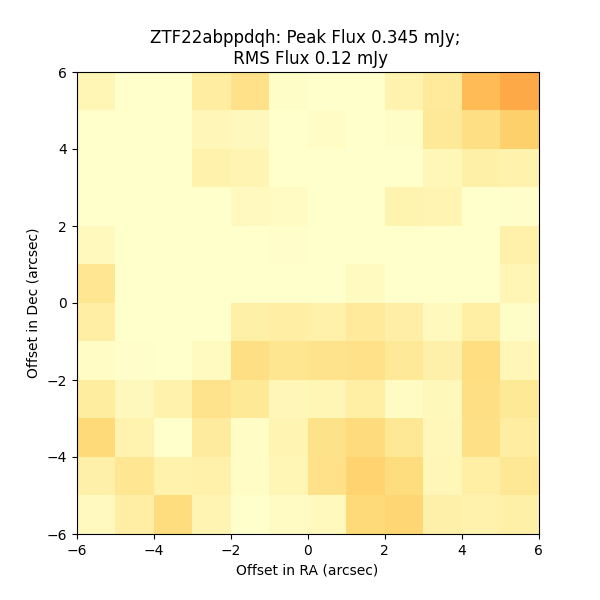 ZTF22abppdqh: Peak Flux 0.345 mJy;
RMS Flux 0.12 mJy
6
4
2
0
−2
−4
−6
Offset in Dec (arcsec)
−6 −4 −2 0 2 4 6
Offset in RA (arcsec)